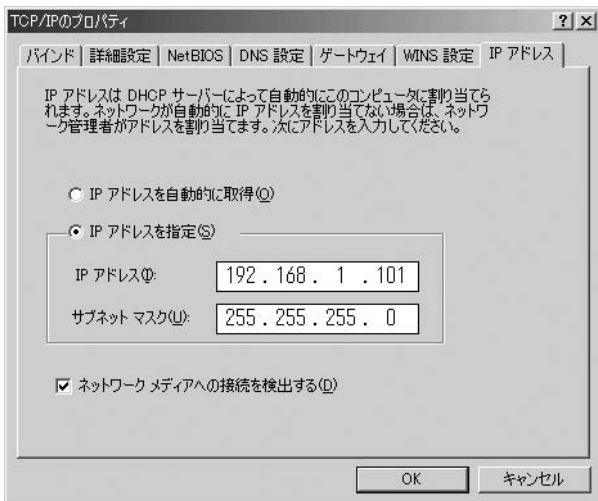 TCP/IPのプロパティ
バインド 詳細設定 NetBIOS DNS 設定 ゲートウェイ WINS 設定 IP アドレス
IP アドレスは DHCP サーバーによって自動的にこのコンピュータに割り当てら
れます。ネットワークが自動的に IP アドレスを割り当てない場合は、ネットワ
ーク管理者がアドレスを割り当てます。次にアドレスを入力してください。
IP アドレスを自動的に取得(O)
IP アドレスを指定(S)
IP アドレス(I): 192 . 168 . 1 . 101
サブネット マスク(U): 255 . 255 . 255 . 0
ネットワーク メディアへの接続を検出する(D)
OK キャンセル